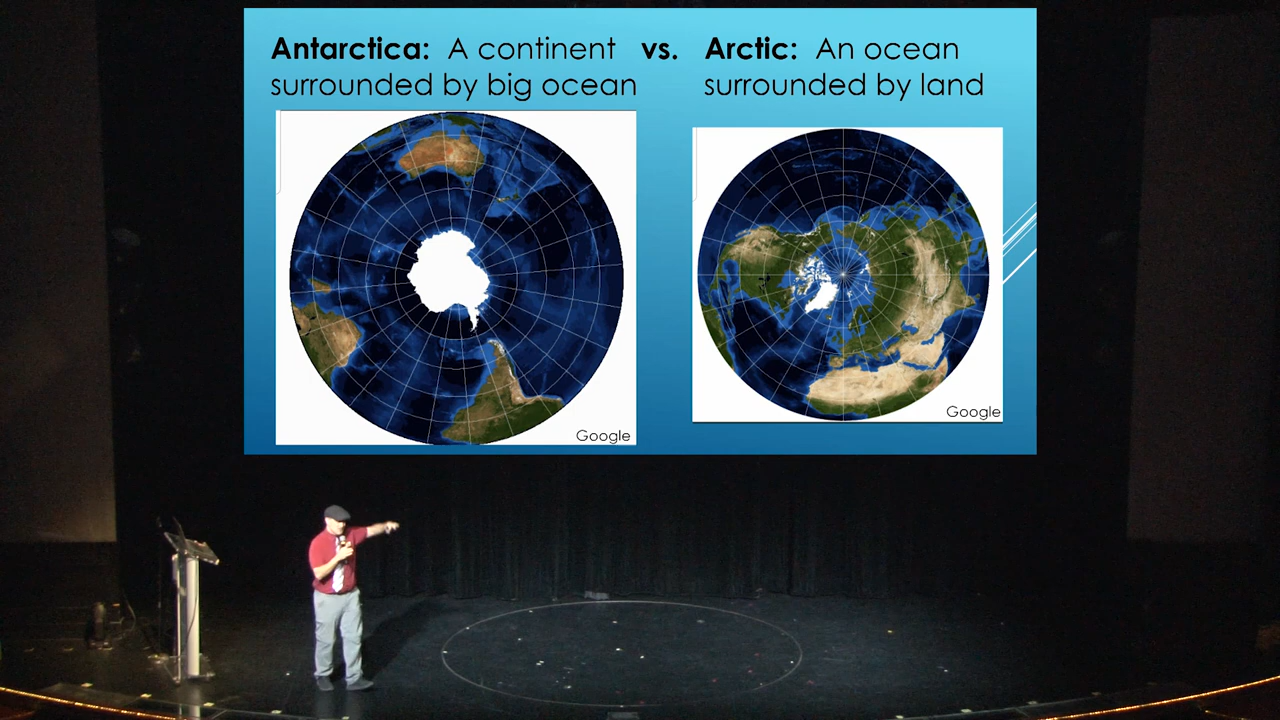 Antarctica: A continent vs. Arctic: An ocean
surrounded by big ocean surrounded by land
Google
Google